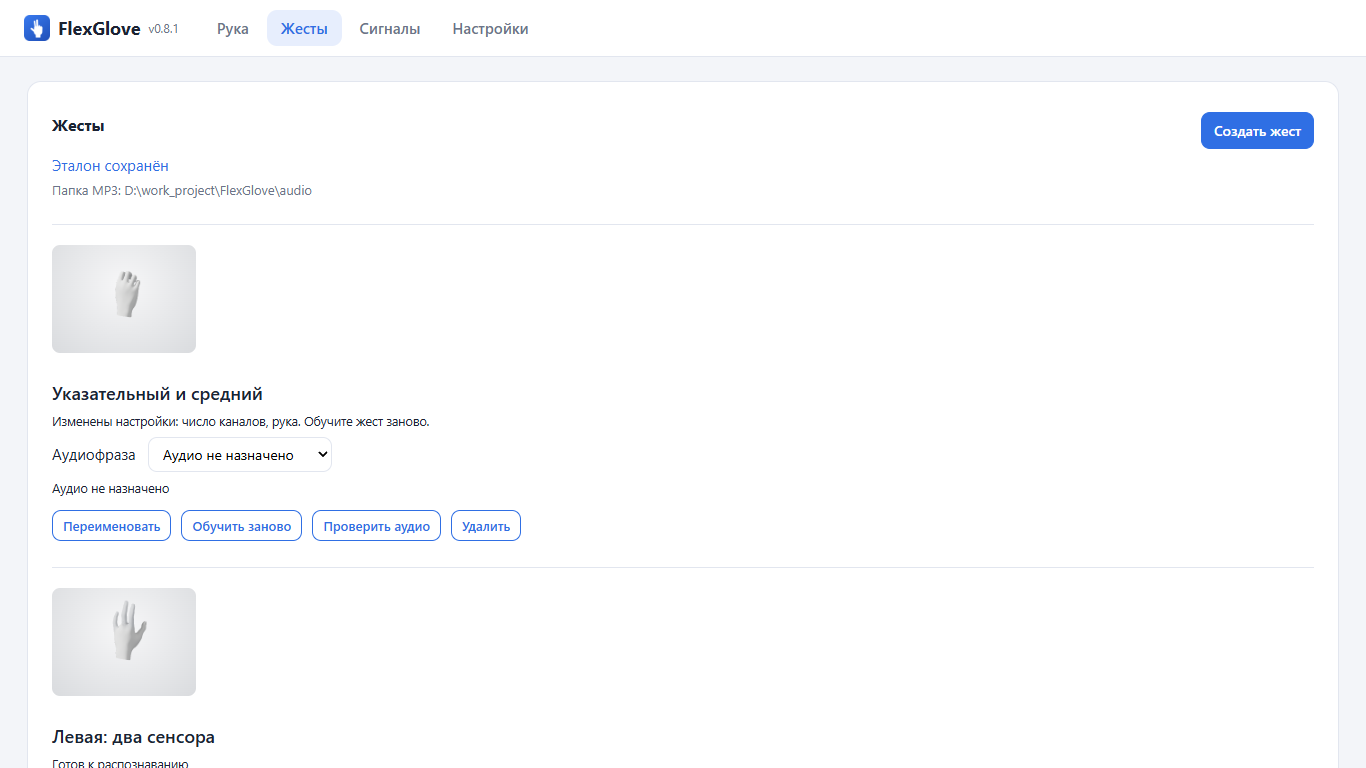 FlexGlove v0.8.1 Рука Жесты Сигналы Настройки
Жесты
Создать жест
Эталон сохранён
Папка MP3: D:\work_project\FlexGlove\audio
Указательный и средний
Изменены настройки: число каналов, рука. Обучите жест заново.
Аудиофраза Аудио не назначено
Аудио не назначено
Переименовать Обучить заново Проверить аудио Удалить
Левая: два сенсора
Готов к распознаванию